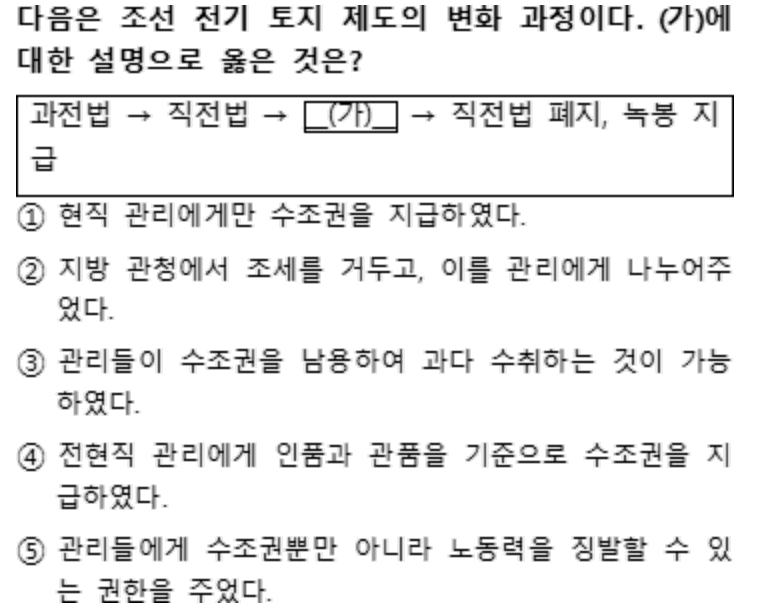 다음은 조선 전기 토지 제도의 변화 과정이다. (가)에
대한 설명으로 옳은 것은?
과전법 → 직전법 → (가) → 직전법 폐지, 녹봉 지
급
① 현직 관리에게만 수조권을 지급하였다.
② 지방 관청에서 조세를 거두고, 이를 관리에게 나누어주
었다.
③ 관리들이 수조권을 남용하여 과다 수취하는 것이 가능
하였다.
④ 전현직 관리에게 인품과 관품을 기준으로 수조권을 지
급하였다.
⑤ 관리들에게 수조권뿐만 아니라 노동력을 징발할 수 있
는 권한을 주었다.